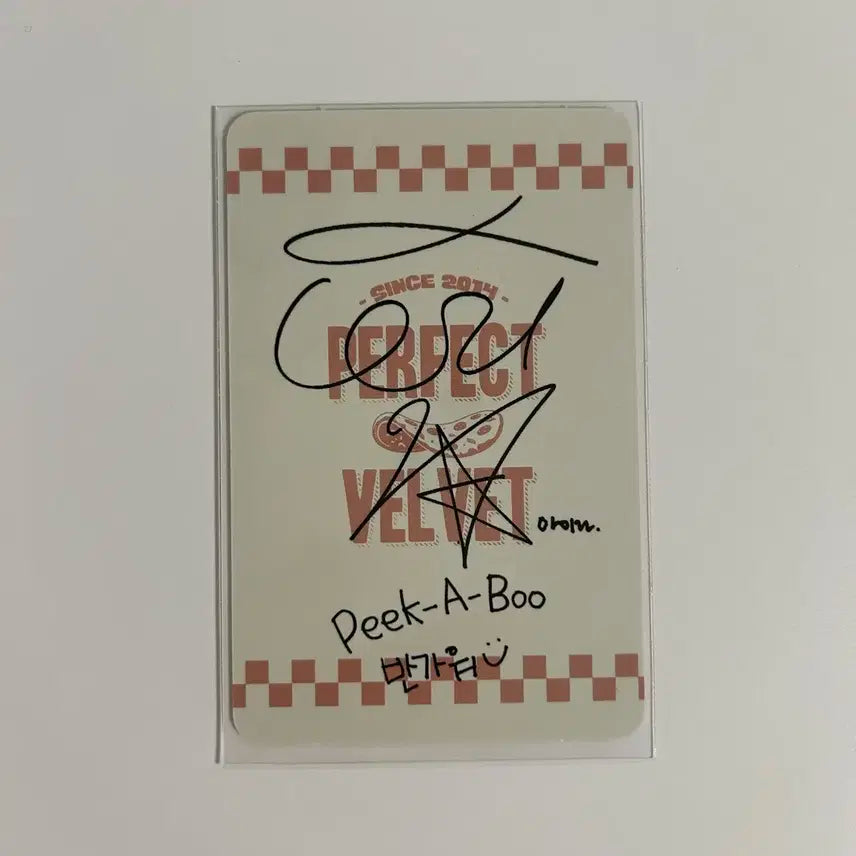 - SINCE 2014 -
PERFECT
VELVET
아이린.
Peek-A-Boo
반가워